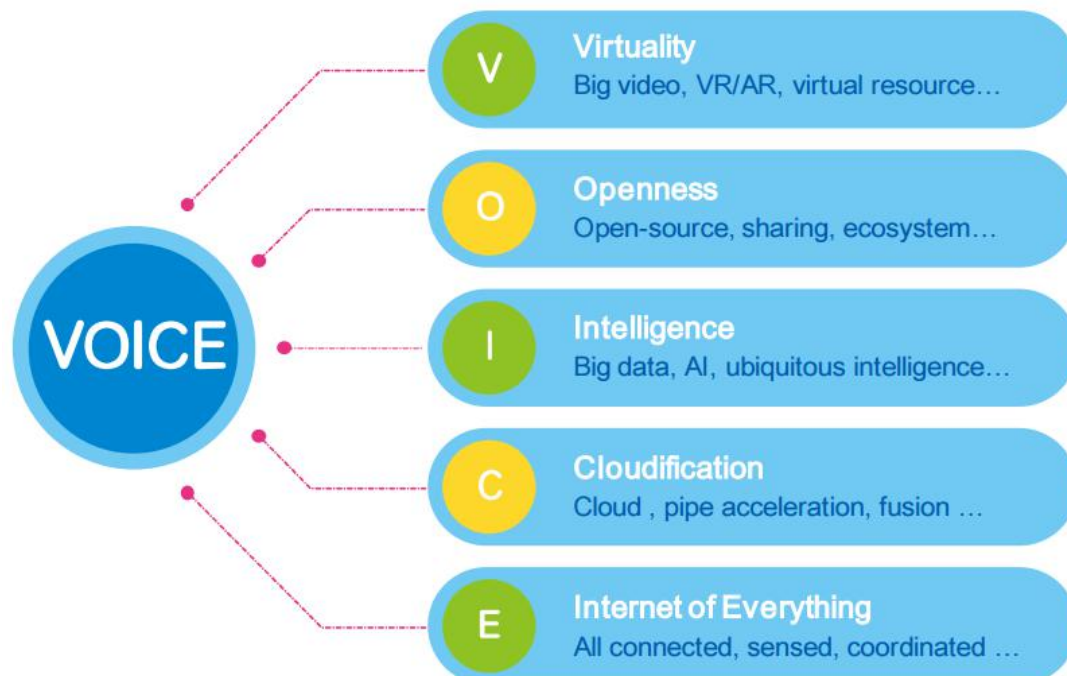 VOICE
V
Virtuality
Big video, VR/AR, virtual resource…
O
Openness
Open-source, sharing, ecosystem…
I
Intelligence
Big data, AI, ubiquitous intelligence…
C
Cloudification
Cloud , pipe acceleration, fusion …
E
Internet of Everything
All connected, sensed, coordinated …